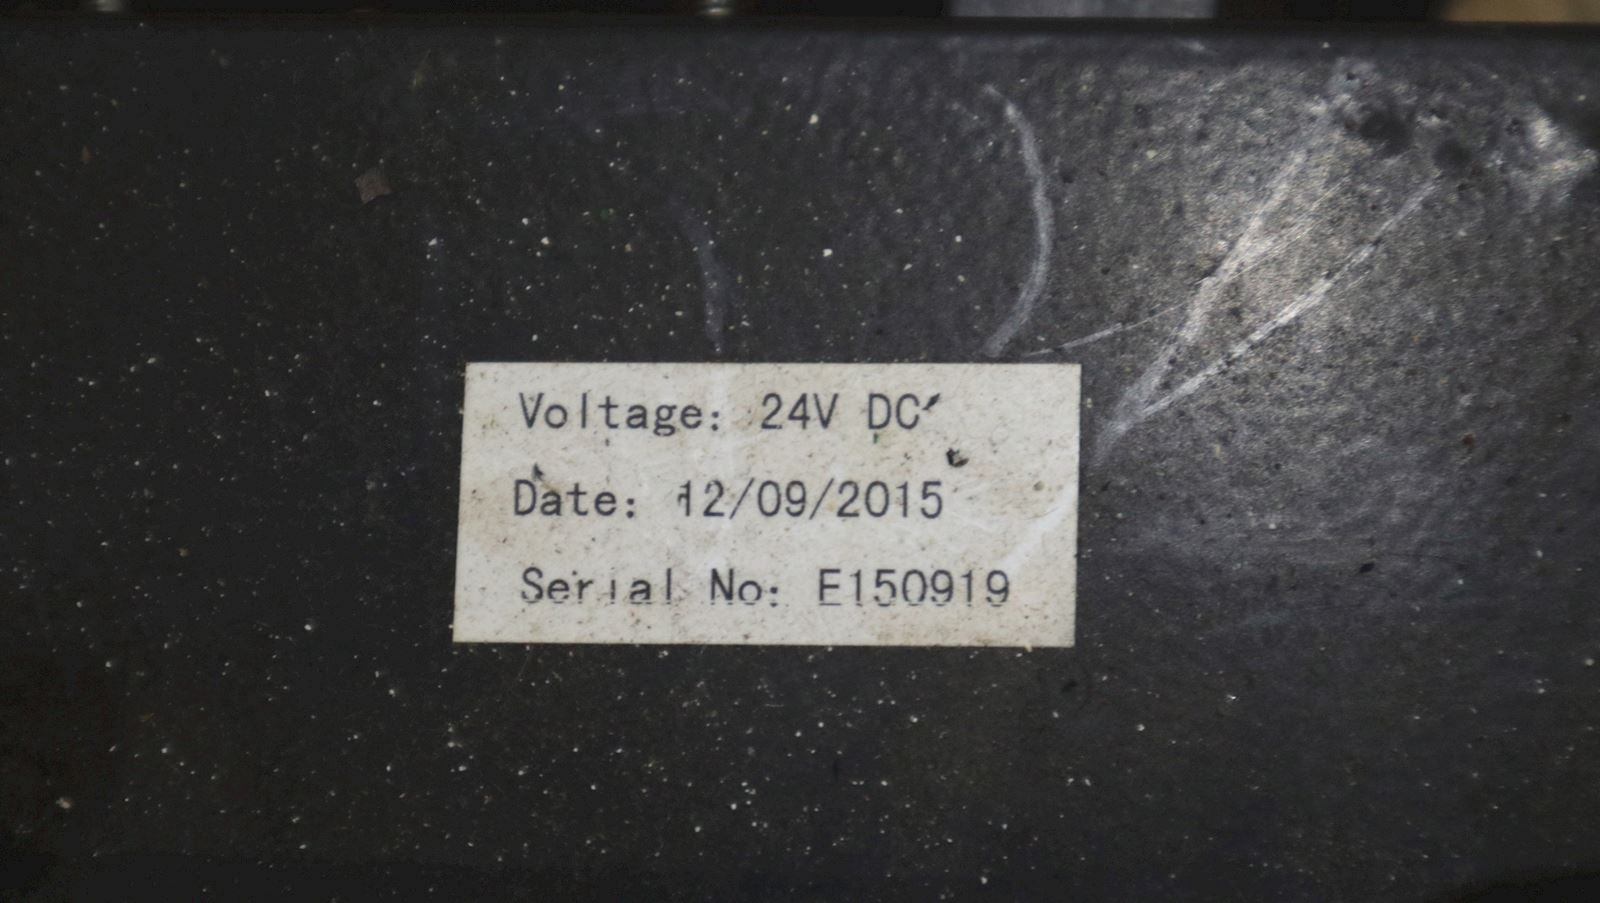 Voltage: 24V DC
Date: 12/09/2015
Serial No: E150919